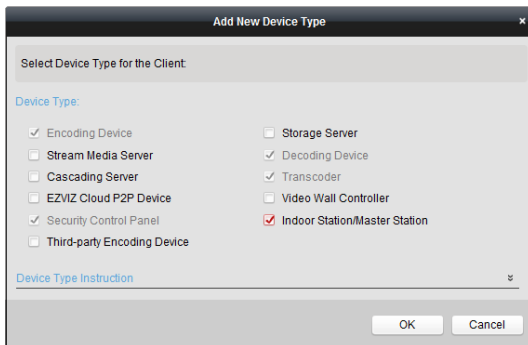 Add New Device Type
Select Device Type for the Client:
Device Type:
Encoding Device
Storage Server
Stream Media Server
Decoding Device
Cascading Server
Transcoder
EZVIZ Cloud P2P Device
Video Wall Controller
Security Control Panel
Indoor Station/Master Station
Third-party Encoding Device
Device Type Instruction
OK
Cancel